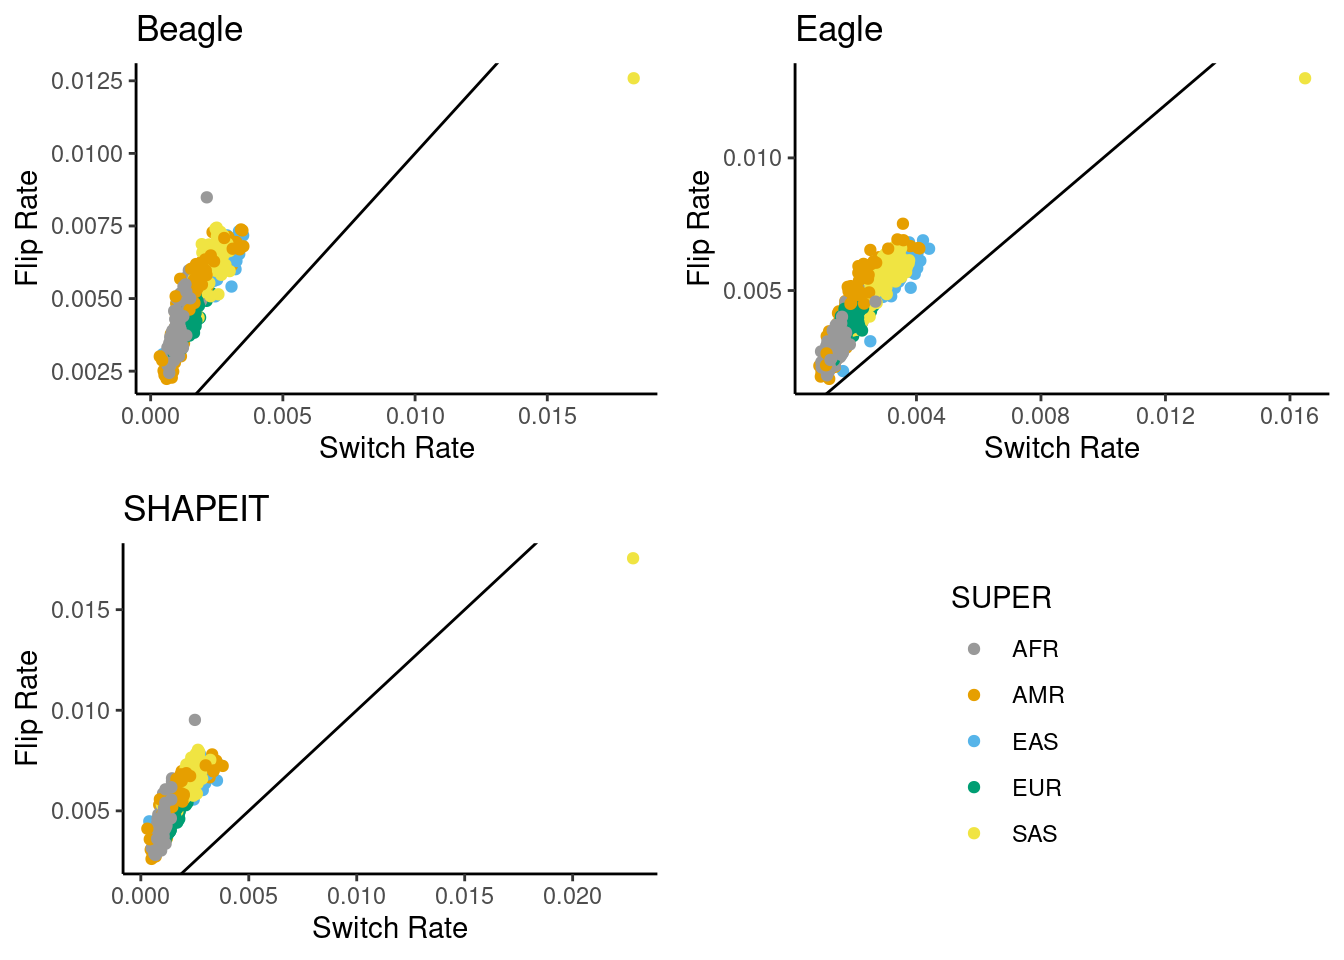 Beagle
Flip Rate
0.0125
0.0100
0.0075
0.0050
0.0025
0.000 0.005 0.010 0.015
Switch Rate
Eagle
Flip Rate
0.010
0.005
0.004 0.008 0.012 0.016
Switch Rate
SHAPEIT
Flip Rate
0.015
0.010
0.005
0.000 0.005 0.010 0.015 0.020
Switch Rate
SUPER
AFR
AMR
EAS
EUR
SAS